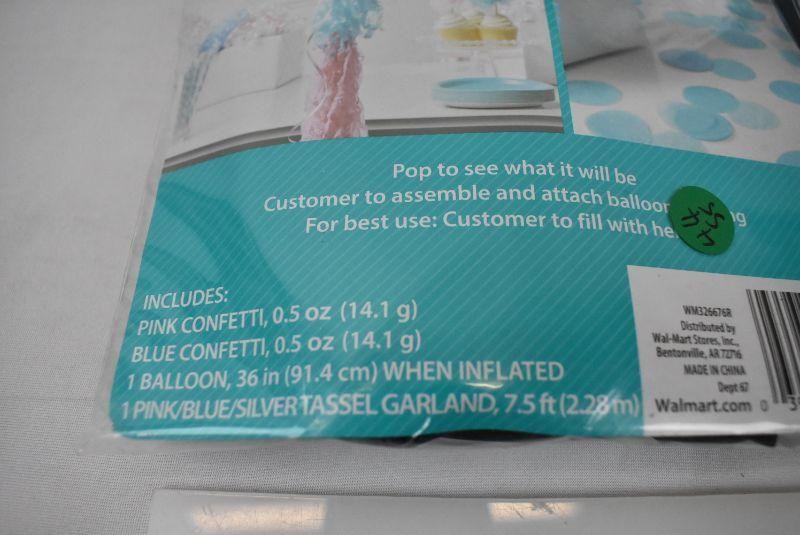 Pop to see what it will be
Customer to assemble and attach
For best use: Customer to fill with
INCLUDES:
PINK CONFETTI, 0.5 oz (14.1 g)
BLUE CONFETTI, 0.5 oz (14.1 g)
1 BALLOON, 36 in (91.4 cm) WHEN INFLATED
1 PINK/BLUE/SILVER TASSEL GARLAND, 7.5 ft (2.28 m)
WM326676R
Distributed by
Wal-Mart Stores, Inc.,
Bentonville, AR 72716
MADE IN CHINA
Dept 67
Walmart.com 0